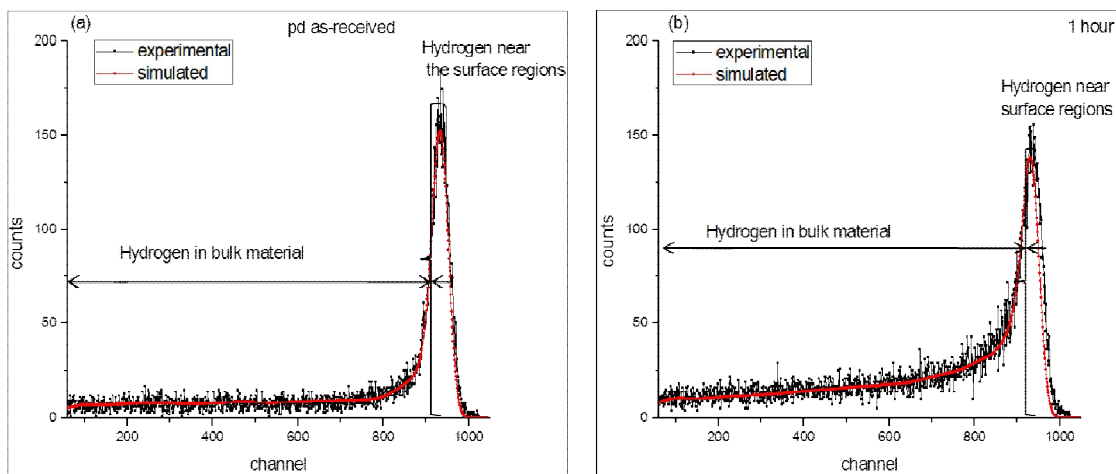 (a)
pd as-received
200
experimental
simulated
Hydrogen near
the surface regions
150
counts
100
Hydrogen in bulk material
50
0
200 400 600 800 1000
channel
(b)
1 hour
200
experimental
simulated
Hydrogen near
surface regions
150
counts
100
Hydrogen in bulk material
50
0
200 400 600 800 1000
channel